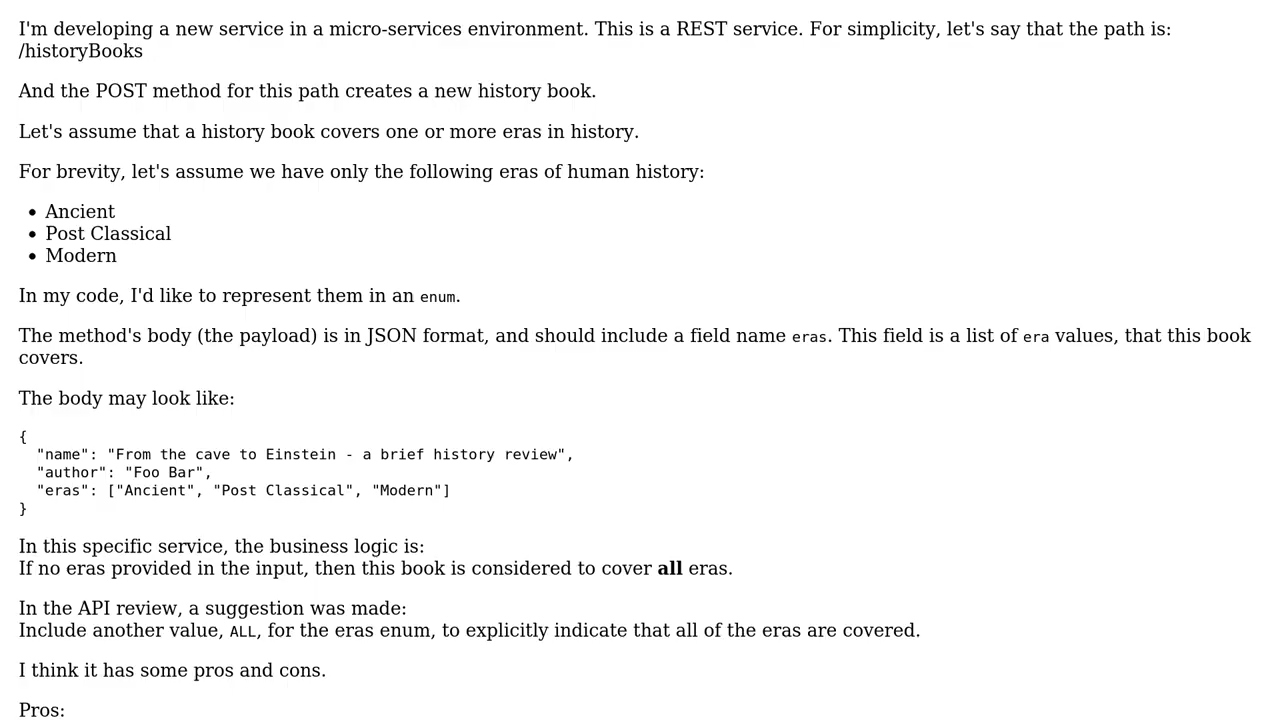 I'm developing a new service in a micro-services environment. This is a REST service. For simplicity, let's say that the path is:
/historyBooks
And the POST method for this path creates a new history book.
Let's assume that a history book covers one or more eras in history.
For brevity, let's assume we have only the following eras of human history:
• Ancient
• Post Classical
• Modern
In my code, I'd like to represent them in an enum.
The method's body (the payload) is in JSON format, and should include a field name eras. This field is a list of era values, that this book
covers.
The body may look like:
{
  "name": "From the cave to Einstein - a brief history review",
  "author": "Foo Bar",
  "eras": ["Ancient", "Post Classical", "Modern"]
}
In this specific service, the business logic is:
If no eras provided in the input, then this book is considered to cover all eras.
In the API review, a suggestion was made:
Include another value, ALL, for the eras enum, to explicitly indicate that all of the eras are covered.
I think it has some pros and cons.
Pros: